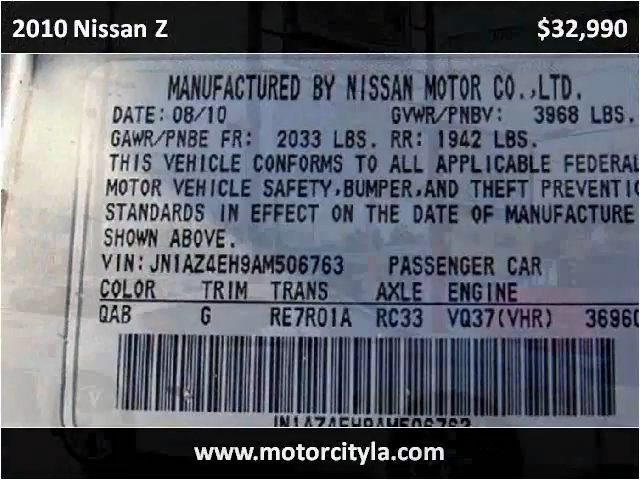 2010 Nissan Z $32,990
MANUFACTURED BY NISSAN MOTOR CO.,LTD.
DATE: 08/10 GVWR/PNBV: 3968 LBS.
GAWR/PNBE FR: 2033 LBS. RR: 1942 LBS.
THIS VEHICLE CONFORMS TO ALL APPLICABLE FEDERAL
MOTOR VEHICLE SAFETY,BUMPER,AND THEFT PREVENTIO
STANDARDS IN EFFECT ON THE DATE OF MANUFACTURE
SHOWN ABOVE.
VIN: JN1AZ4EH9AM506763 PASSENGER CAR
COLOR TRIM TRANS AXLE ENGINE
QAB G RE7R01A RC33 VQ37(VHR) 3696C
JN1AZ4EH9AM506763
www.motorcityla.com